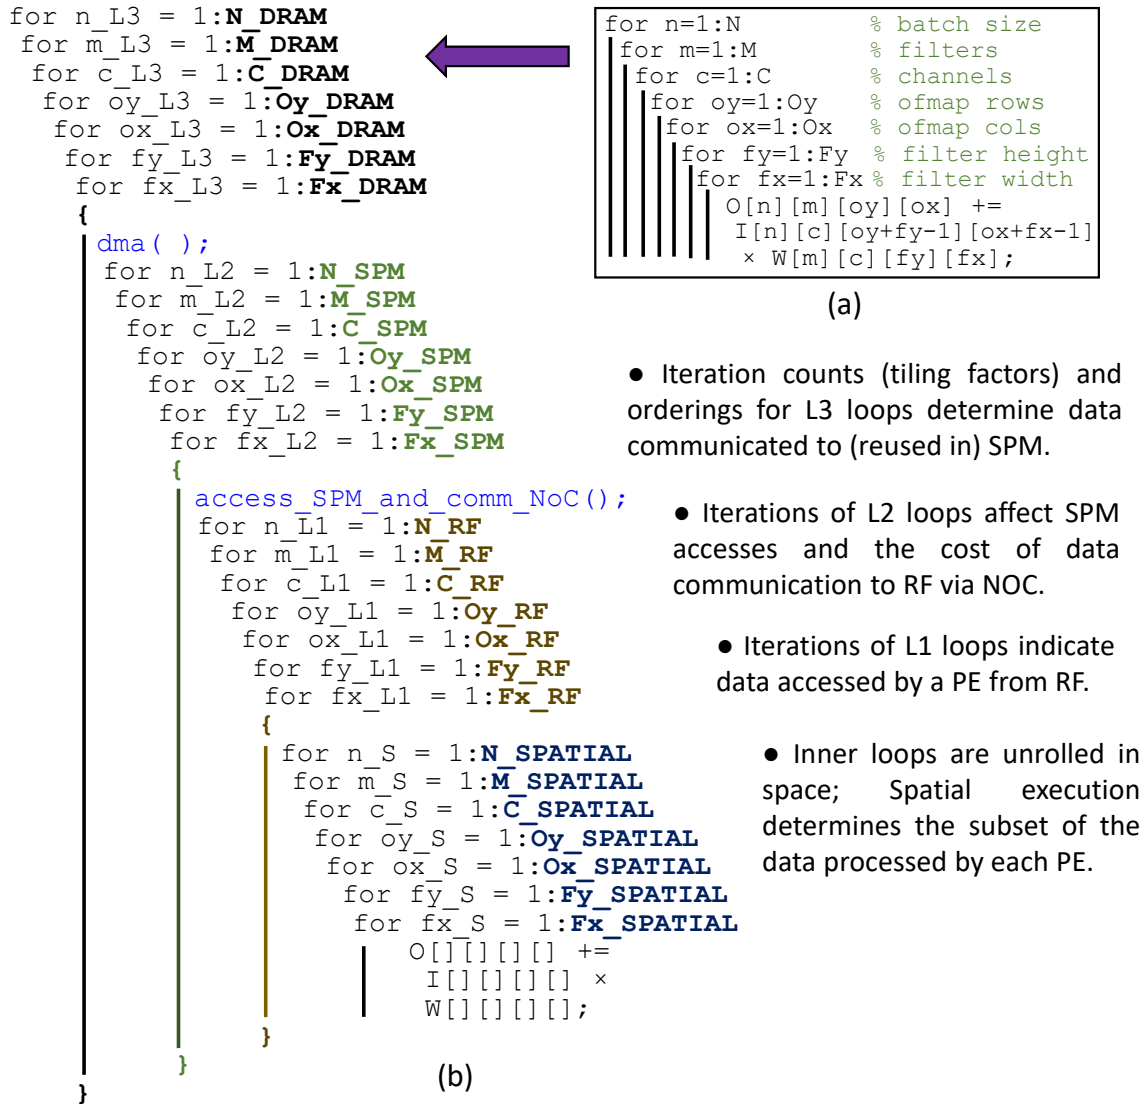 for n_L3 = 1:N_DRAM
for m_L3 = 1:M_DRAM
for c_L3 = 1:C_DRAM
for oy_L3 = 1:Oy_DRAM
for ox_L3 = 1:Ox_DRAM
for fy_L3 = 1:Fy_DRAM
for fx_L3 = 1:Fx_DRAM
{
dma( );
for n_L2 = 1:N_SPM
for m_L2 = 1:M_SPM
for c_L2 = 1:C_SPM
for oy_L2 = 1:Oy_SPM
for ox_L2 = 1:Ox_SPM
for fy_L2 = 1:Fy_SPM
for fx_L2 = 1:Fx_SPM
{
access_SPM_and_comm_NoC();
for n_L1 = 1:N_RF
for m_L1 = 1:M_RF
for c_L1 = 1:C_RF
for oy_L1 = 1:Oy_RF
for ox_L1 = 1:Ox_RF
for fy_L1 = 1:Fy_RF
for fx_L1 = 1:Fx_RF
{
for n_S = 1:N_SPATIAL
for m_S = 1:M_SPATIAL
for c_S = 1:C_SPATIAL
for oy_S = 1:Oy_SPATIAL
for ox_S = 1:Ox_SPATIAL
for fy_S = 1:Fy_SPATIAL
for fx_S = 1:Fx_SPATIAL
O[][][][] +=
I[][][][] ×
W[][][][];
}
}
}
(b)
for n=1:N % batch size
for m=1:M % filters
for c=1:C % channels
for oy=1:Oy % ofmap rows
for ox=1:Ox % ofmap cols
for fy=1:Fy % filter height
for fx=1:Fx % filter width
O[n][m][oy][ox] +=
I[n][c][oy+fy-1][ox+fx-1]
× W[m][c][fy][fx];
(a)
● Iteration counts (tiling factors) and
orderings for L3 loops determine data
communicated to (reused in) SPM.
● Iterations of L2 loops affect SPM
accesses and the cost of data
communication to RF via NOC.
● Iterations of L1 loops indicate
data accessed by a PE from RF.
● Inner loops are unrolled in
space; Spatial execution
determines the subset of the
data processed by each PE.